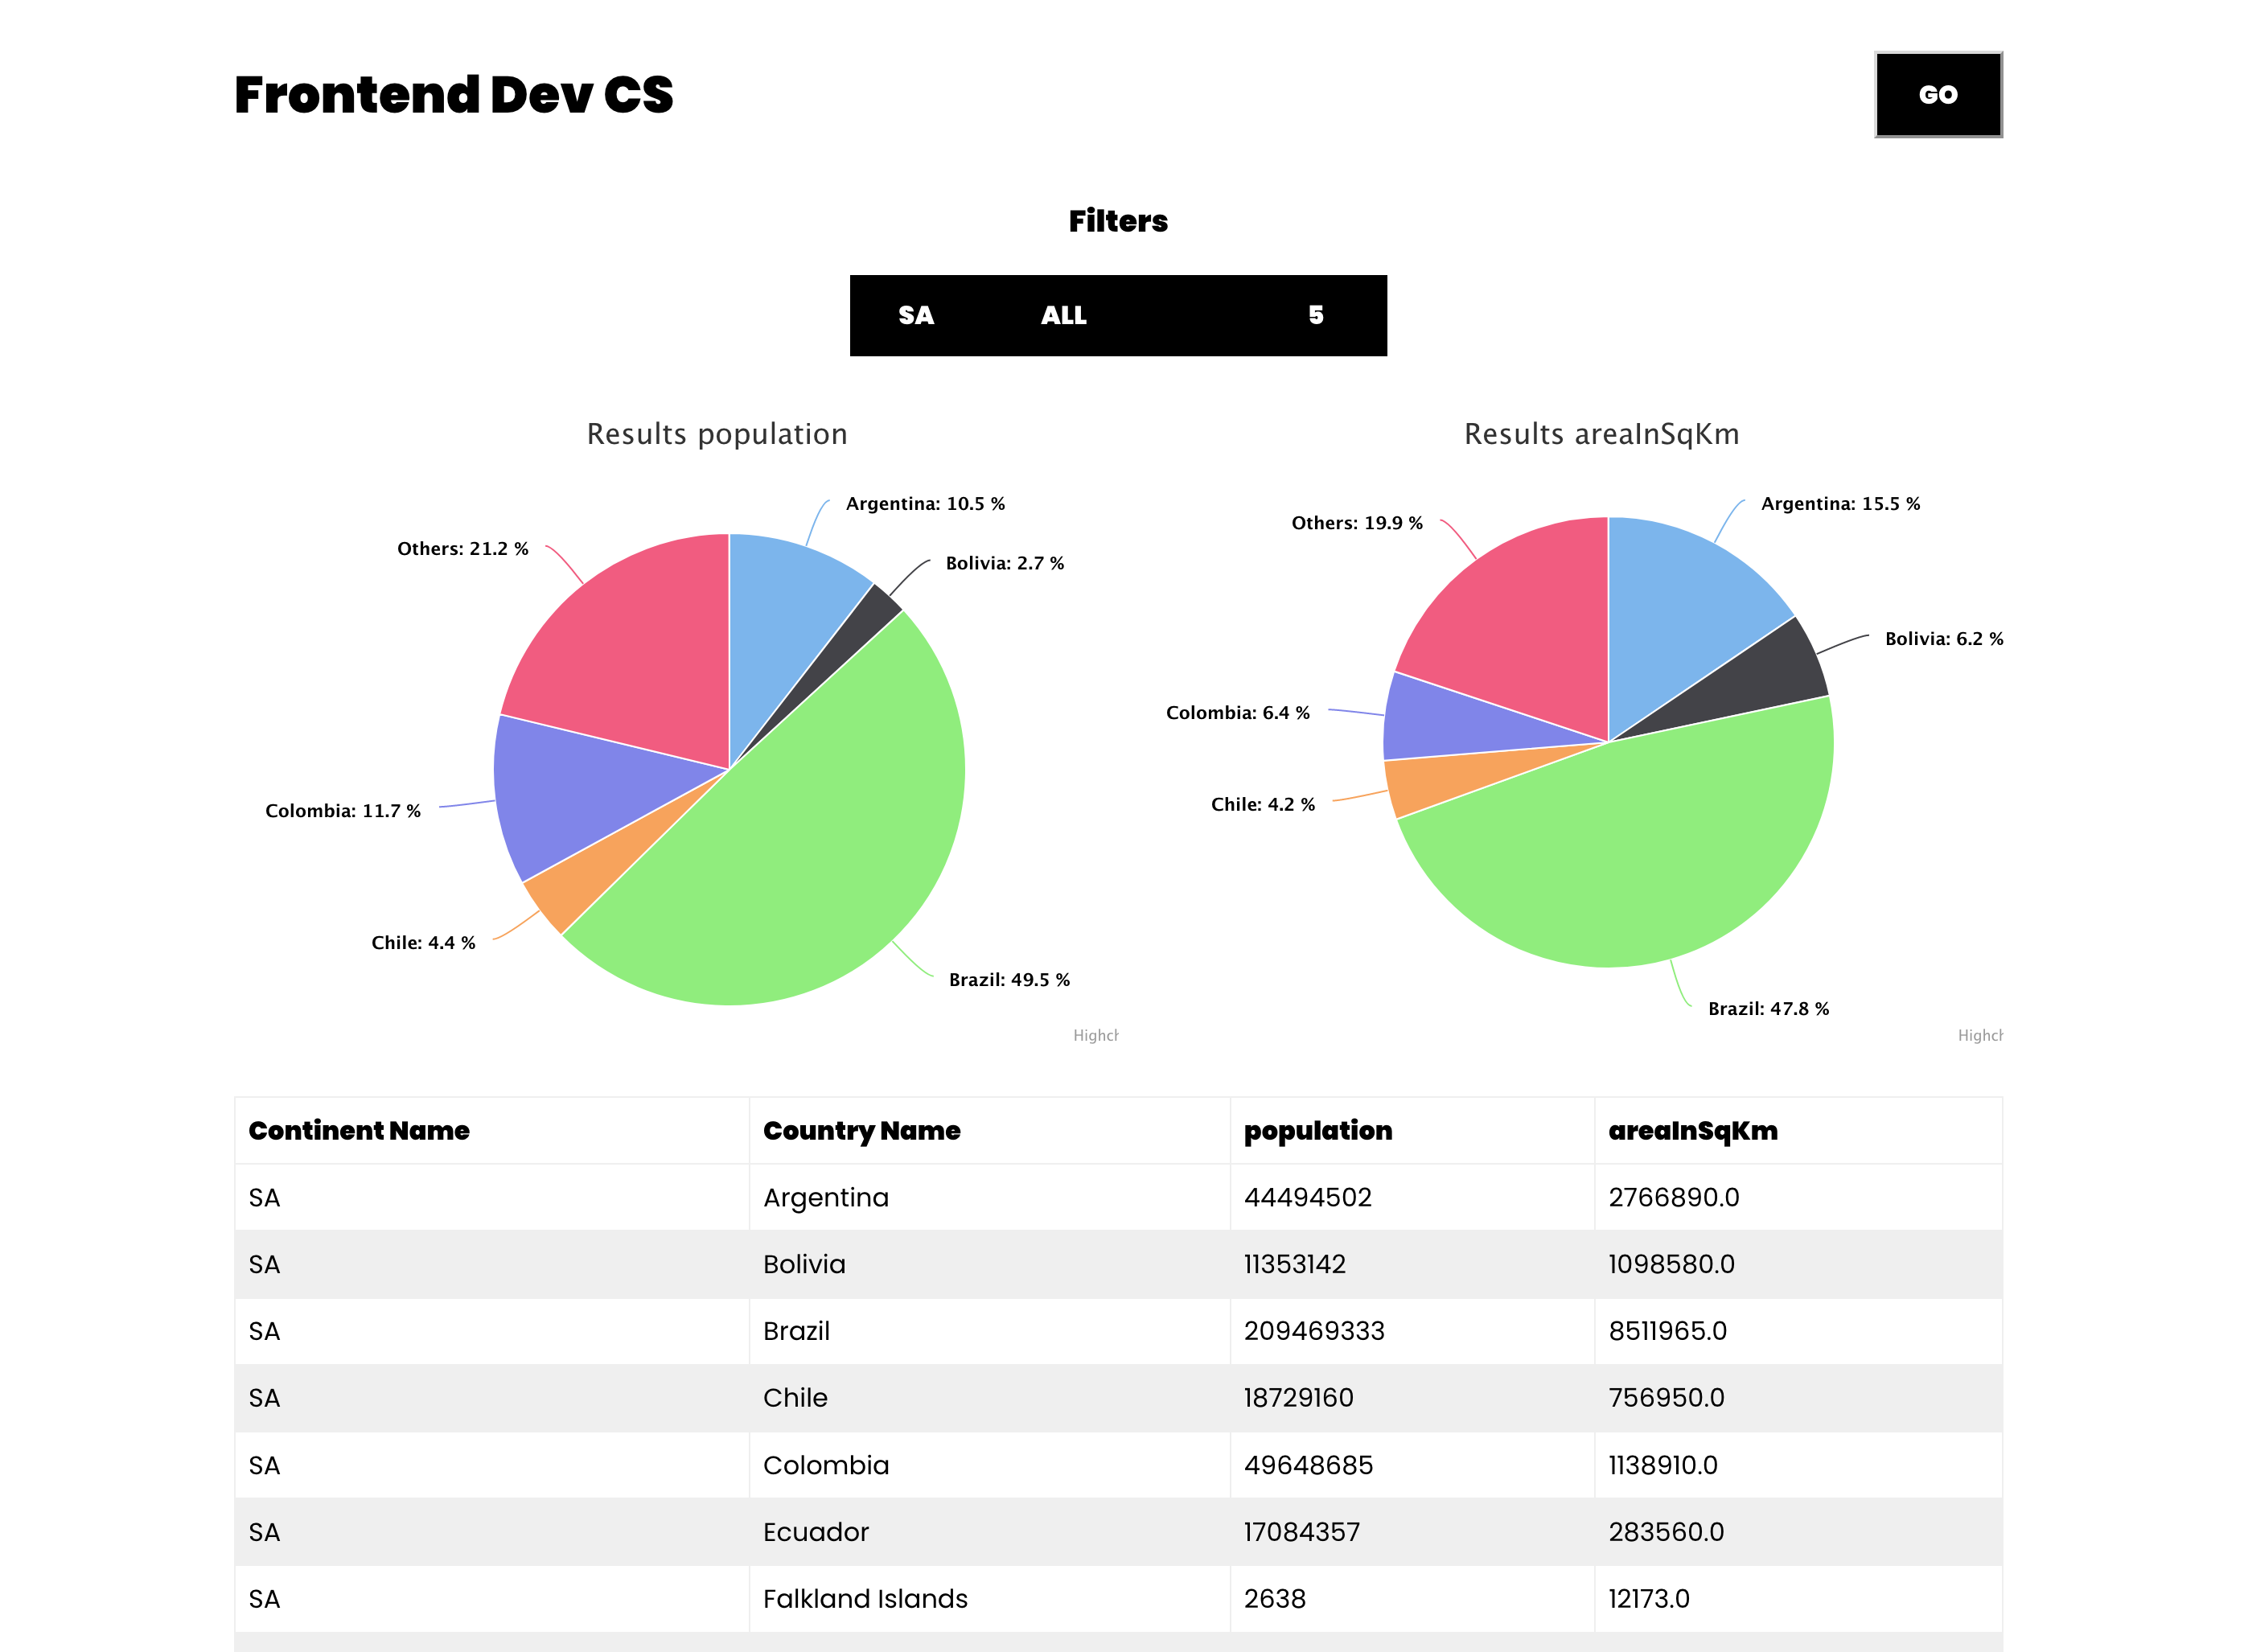 Frontend Dev CS
GO
Filters
SA ALL 5
Results population
Argentina: 10.5 %
Others: 21.2 %
Bolivia: 2.7 %
Colombia: 11.7 %
Chile: 4.4 %
Brazil: 49.5 %
Highch
Results areaInSqKm
Argentina: 15.5 %
Others: 19.9 %
Bolivia: 6.2 %
Colombia: 6.4 %
Chile: 4.2 %
Brazil: 47.8 %
Highch
Continent Name Country Name population areaInSqKm
SA Argentina 44494502 2766890.0
SA Bolivia 11353142 1098580.0
SA Brazil 209469333 8511965.0
SA Chile 18729160 756950.0
SA Colombia 49648685 1138910.0
SA Ecuador 17084357 283560.0
SA Falkland Islands 2638 12173.0